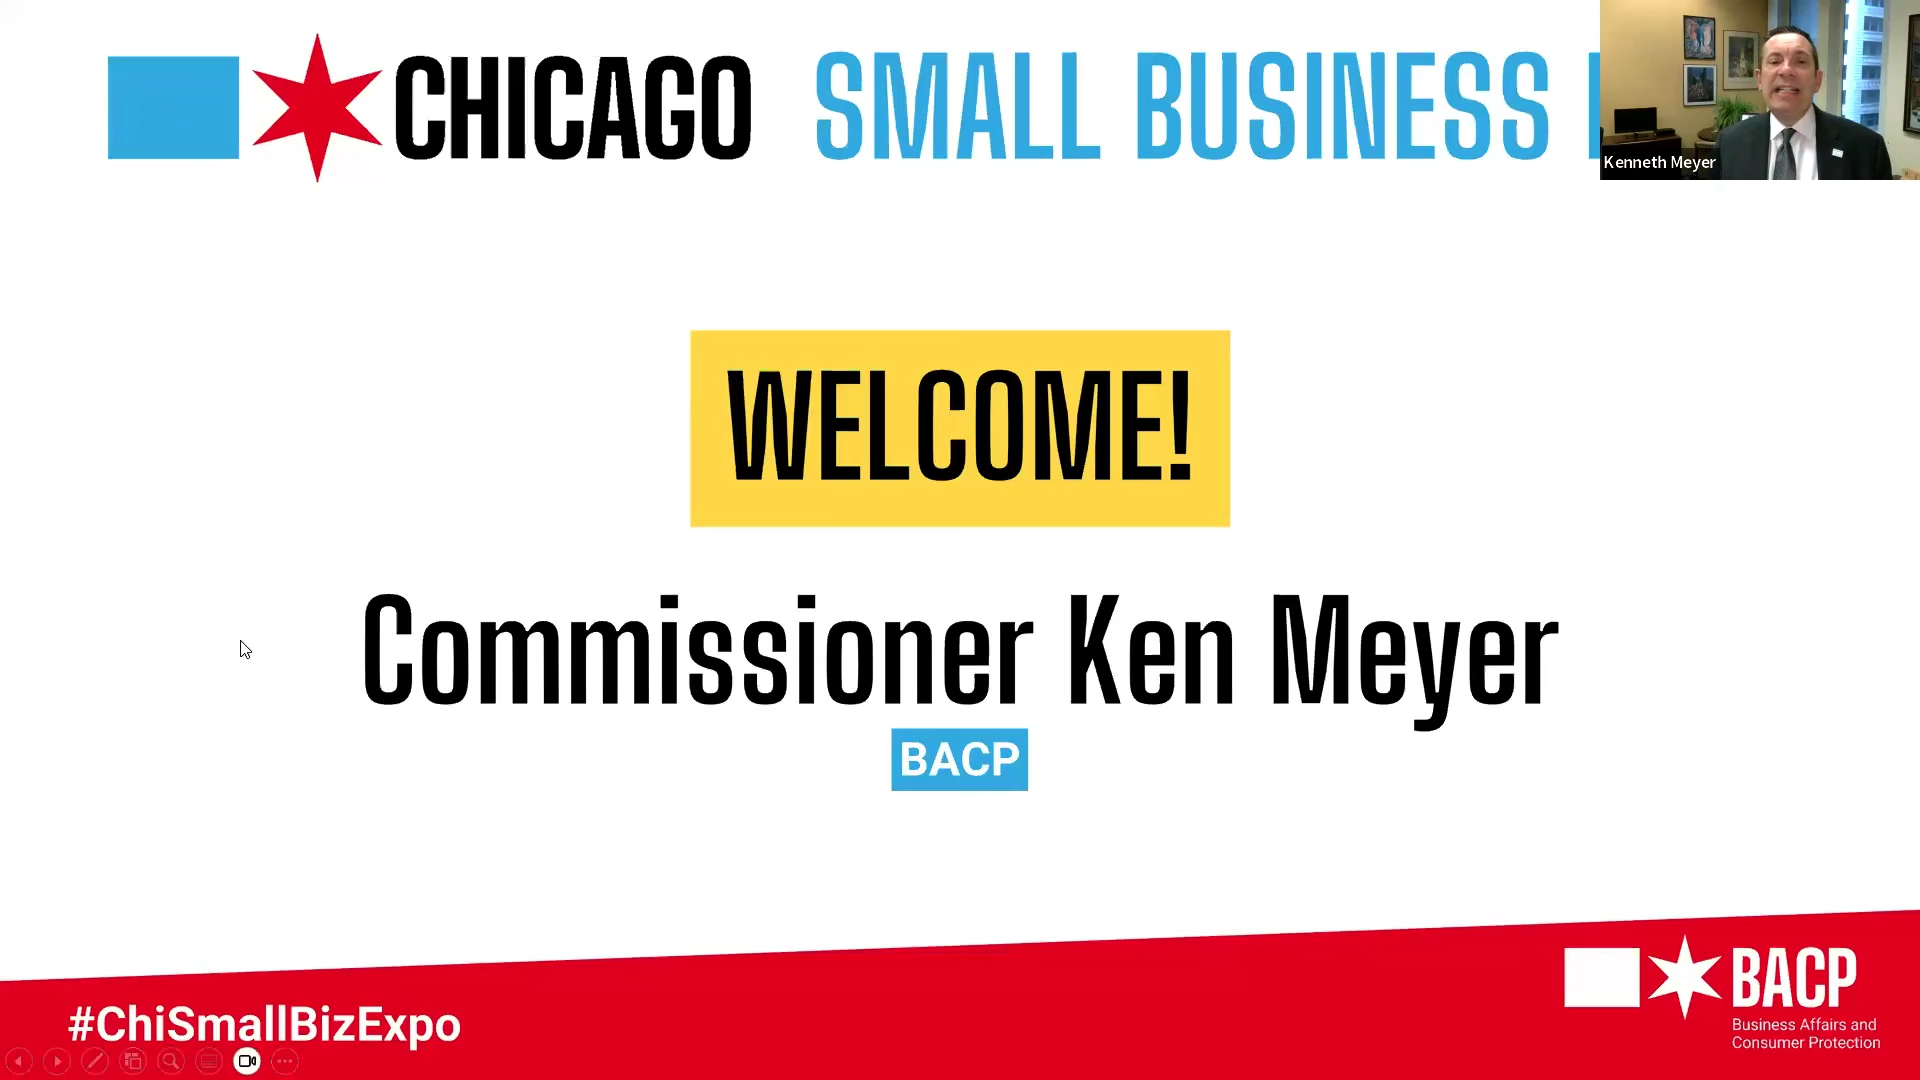 CHICAGO SMALL BUSINESS
Kenneth Meyer
WELCOME!
Commissioner Ken Meyer
BACP
#ChiSmallBizExpo
BACP
Business Affairs and
Consumer Protection